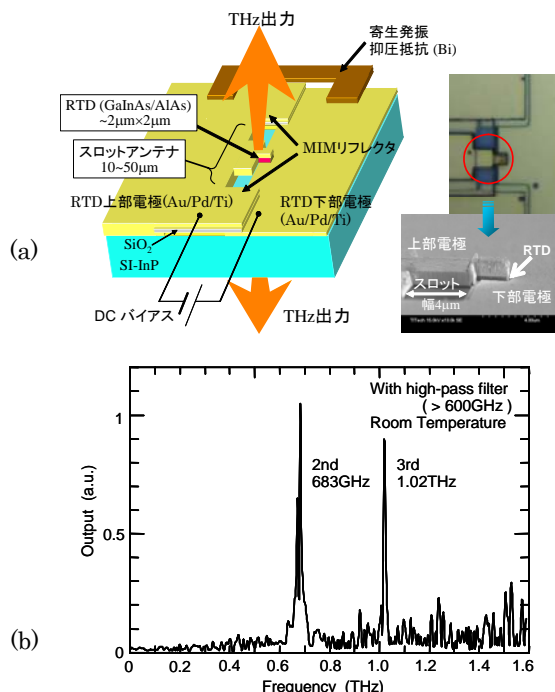 THz出力
寄生発振
抑圧抵抗 (Bi)
RTD (GaInAs/AlAs)
~2μm×2μm
スロットアンテナ
10~50μm
MIMリフレクタ
RTD上部電極(Au/Pd/Ti)
RTD下部電極
(Au/Pd/Ti)
(a)
SiO2
SI-InP
DC バイアス
THz出力
上部電極
RTD
スロット
幅4μm
下部電極
With high-pass filter
( > 600GHz )
Room Temperature
2nd
683GHz
3rd
1.02THz
Output (a.u.)
1
0.5
0
(b)
0 0.2 0.4 0.6 0.8 1.0 1.2 1.4 1.6
Frequency (THz)